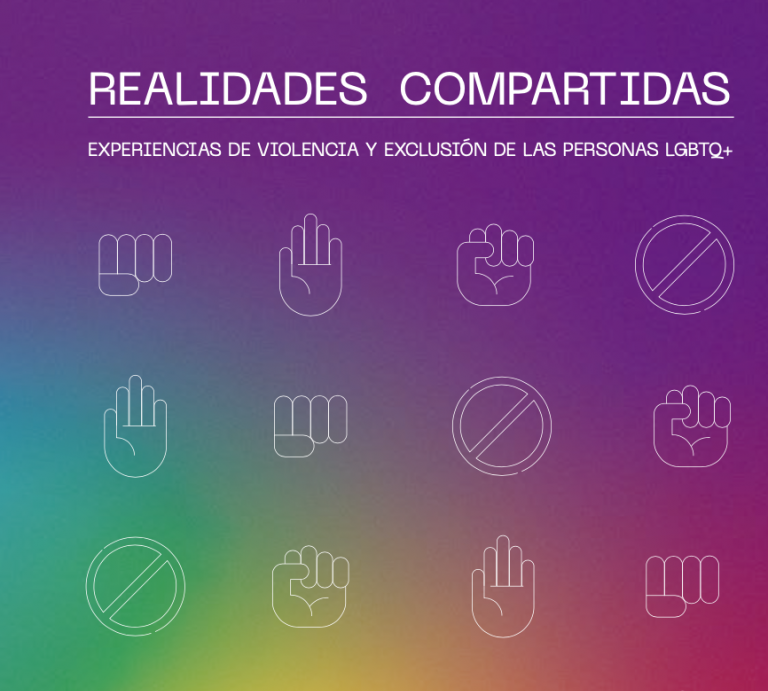 REALIDADES COMPARTIDAS
EXPERIENCIAS DE VIOLENCIA Y EXCLUSIÓN DE LAS PERSONAS LGBTQ+